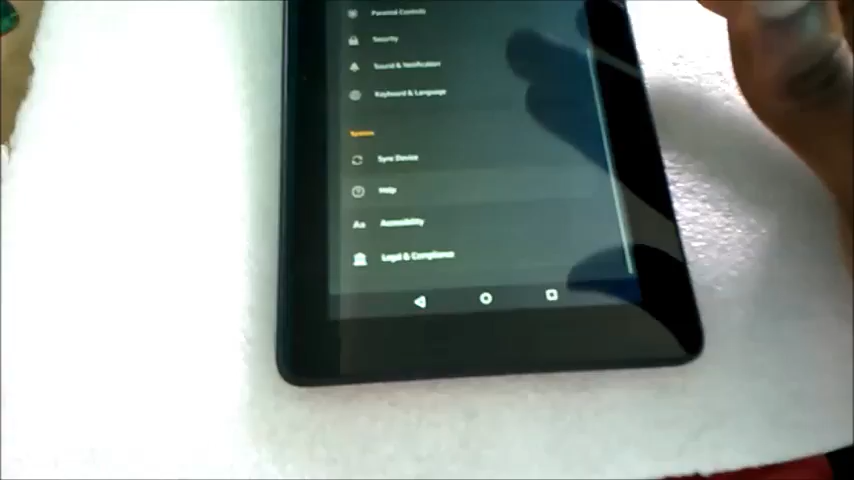 Parental Controls
Security
Sound & Notification
Keyboard & Language
System
Sync Device
Help
Accessibility
Legal & Compliance